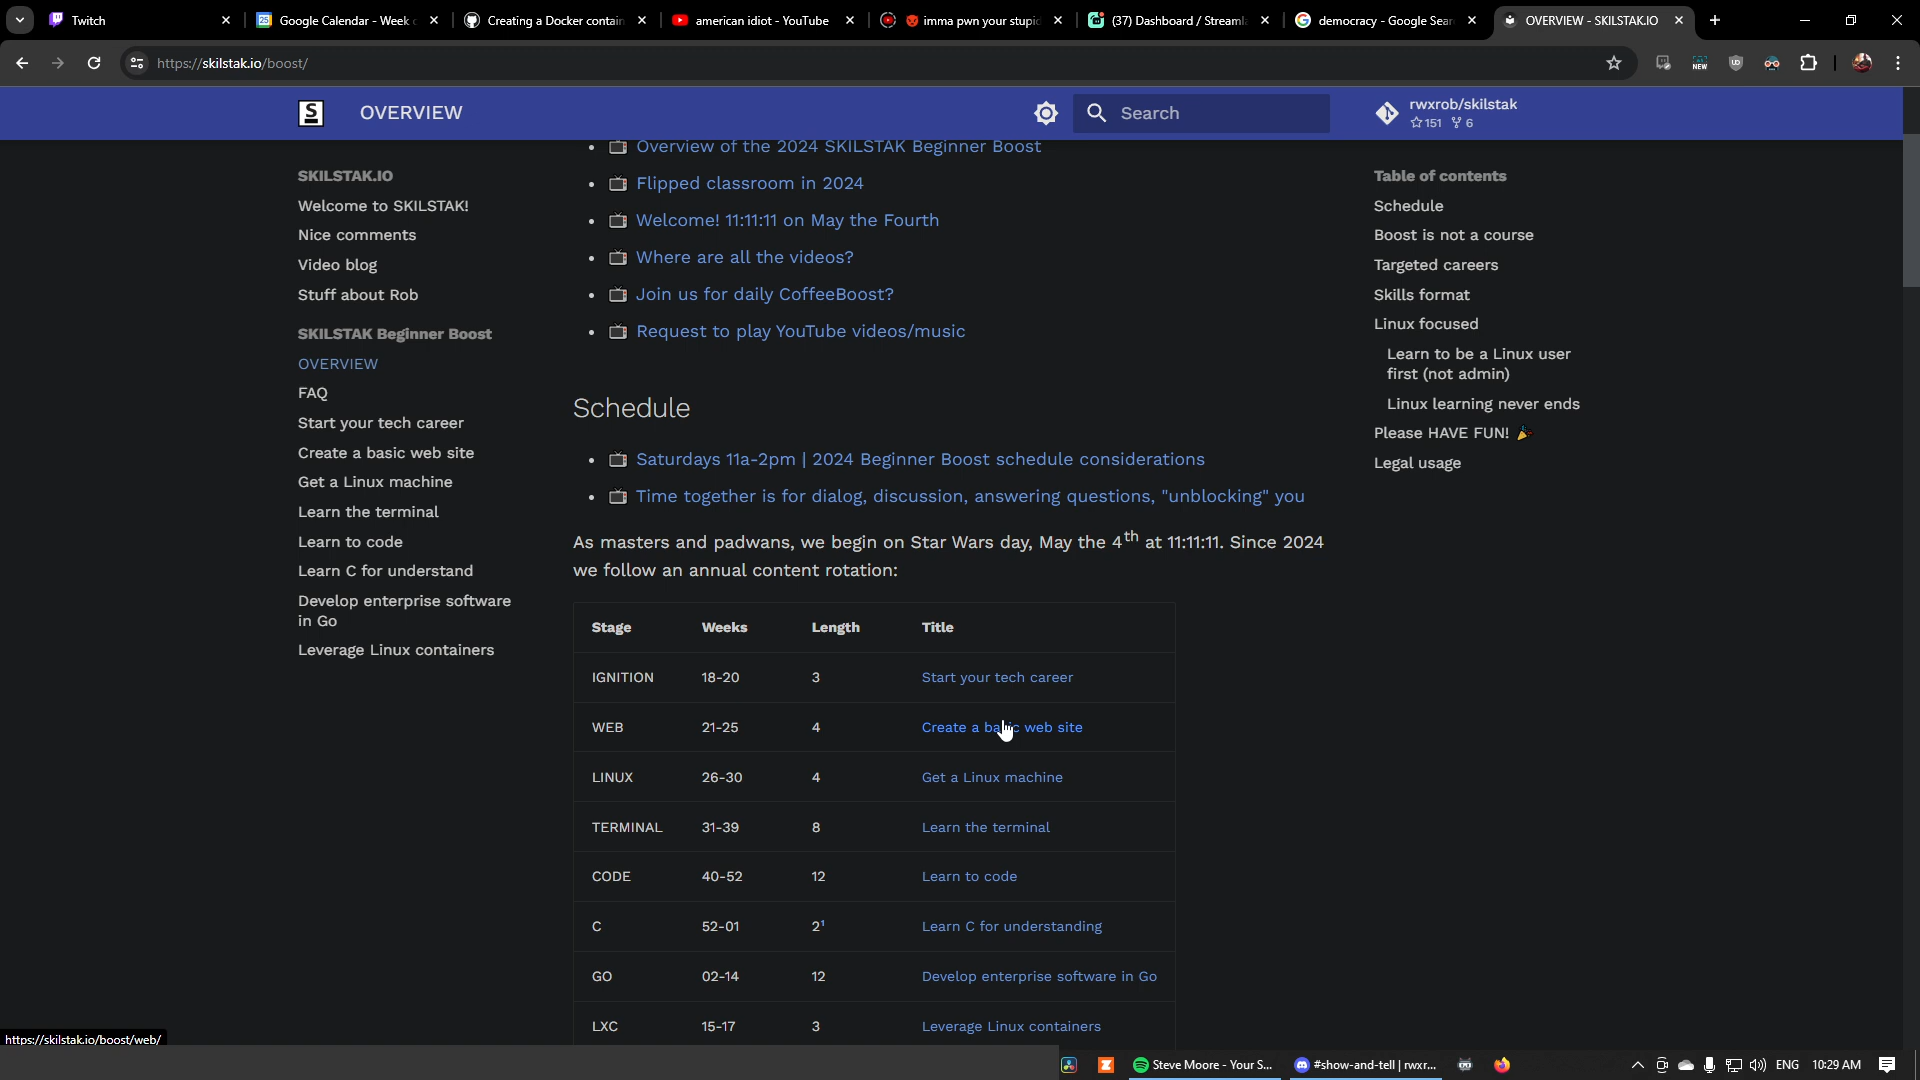 Twitch
Google Calendar - Week
Creating a Docker contain
american idiot - YouTube
imma pwn your stupid
(37) Dashboard / Streamla
democracy - Google Sear
OVERVIEW - SKILSTAK.IO
https://skilstak.io/boost/
NEW
S
OVERVIEW
Search
rwxrob/skilstak
151 6
SKILSTAK.IO
Welcome to SKILSTAK!
Nice comments
Video blog
Stuff about Rob
SKILSTAK Beginner Boost
OVERVIEW
FAQ
Start your tech career
Create a basic web site
Get a Linux machine
Learn the terminal
Learn to code
Learn C for understand
Develop enterprise software
in Go
Leverage Linux containers
Overview of the 2024 SKILSTAK Beginner Boost
Flipped classroom in 2024
Welcome! 11:11:11 on May the Fourth
Where are all the videos?
Join us for daily CoffeeBoost?
Request to play YouTube videos/music
Schedule
Saturdays 11a-2pm | 2024 Beginner Boost schedule considerations
Time together is for dialog, discussion, answering questions, "unblocking" you
As masters and padwans, we begin on Star Wars day, May the 4th at 11:11:11. Since 2024
we follow an annual content rotation:
Stage Weeks Length Title
IGNITION 18-20 3 Start your tech career
WEB 21-25 4 Create a basic web site
LINUX 26-30 4 Get a Linux machine
TERMINAL 31-39 8 Learn the terminal
CODE 40-52 12 Learn to code
C 52-01 2¹ Learn C for understanding
GO 02-14 12 Develop enterprise software in Go
LXC 15-17 3 Leverage Linux containers
Table of contents
Schedule
Boost is not a course
Targeted careers
Skills format
Linux focused
Learn to be a Linux user
first (not admin)
Linux learning never ends
Please HAVE FUN! 🎉
Legal usage
https://skilstak.io/boost/web/
Steve Moore - Your S...
#show-and-tell | rwxr...
ENG
10:29 AM